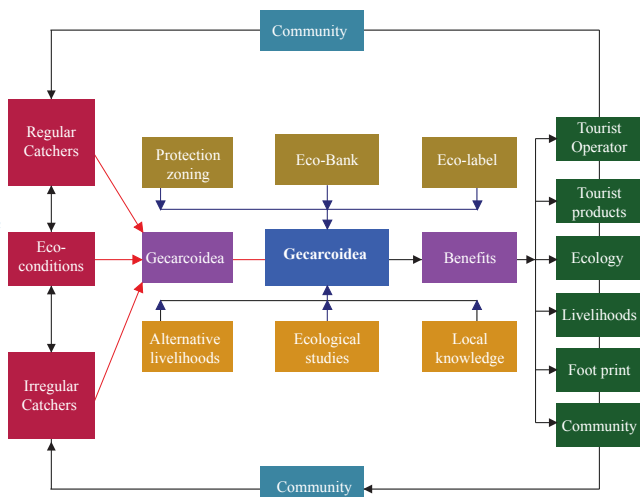 Community
Regular
Catchers
Protection
zoning
Eco-Bank
Eco-label
Tourist
Operator
Tourist
products
Eco-
conditions
Gecarcoidea
Gecarcoidea
Benefits
Ecology
Livelihoods
Alternative
livelihoods
Ecological
studies
Local
knowledge
Foot print
Irregular
Catchers
Community
Community